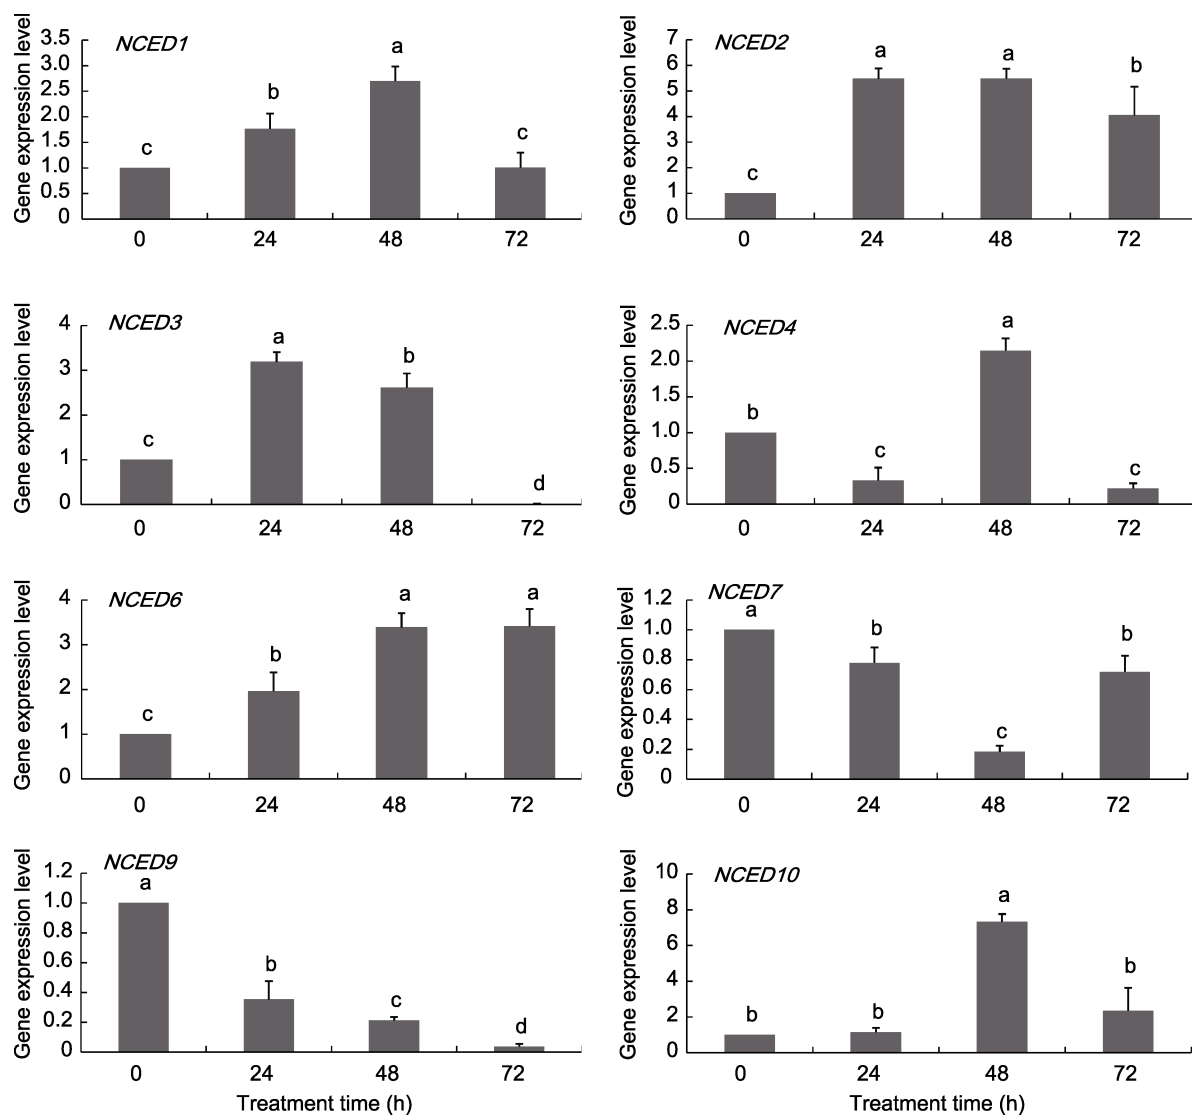 NCED1
Gene expression level
3.5
3.0
2.5
2.0
1.5
1.0
0.5
0
c
b
a
c
0 24 48 72
NCED2
Gene expression level
7
6
5
4
3
2
1
0
c
a
a
b
0 24 48 72
NCED3
Gene expression level
4
3
2
1
0
c
a
b
d
0 24 48 72
NCED4
Gene expression level
2.5
2.0
1.5
1.0
0.5
0
b
c
a
c
0 24 48 72
NCED6
Gene expression level
4
3
2
1
0
c
b
a
a
0 24 48 72
NCED7
Gene expression level
1.2
1.0
0.8
0.6
0.4
0.2
0
a
b
c
b
0 24 48 72
NCED9
Gene expression level
1.2
1.0
0.8
0.6
0.4
0.2
0
a
b
c
d
0 24 48 72
Treatment time (h)
NCED10
Gene expression level
10
8
6
4
2
0
b
b
a
b
0 24 48 72
Treatment time (h)